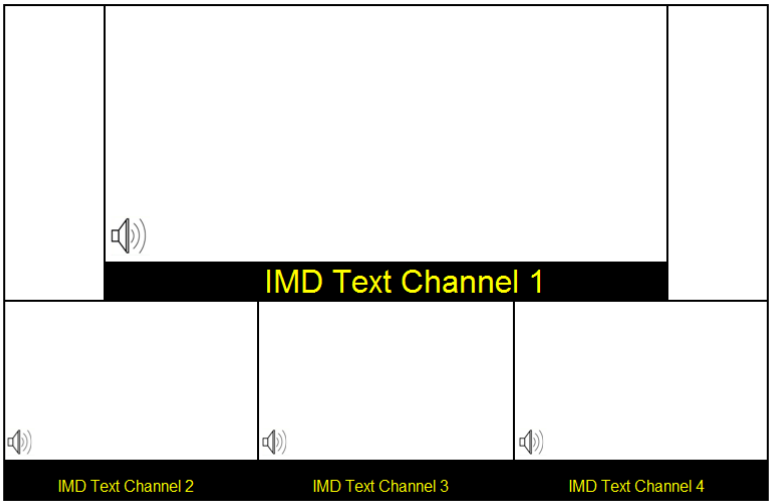 IMD Text Channel 1
IMD Text Channel 2
IMD Text Channel 3
IMD Text Channel 4